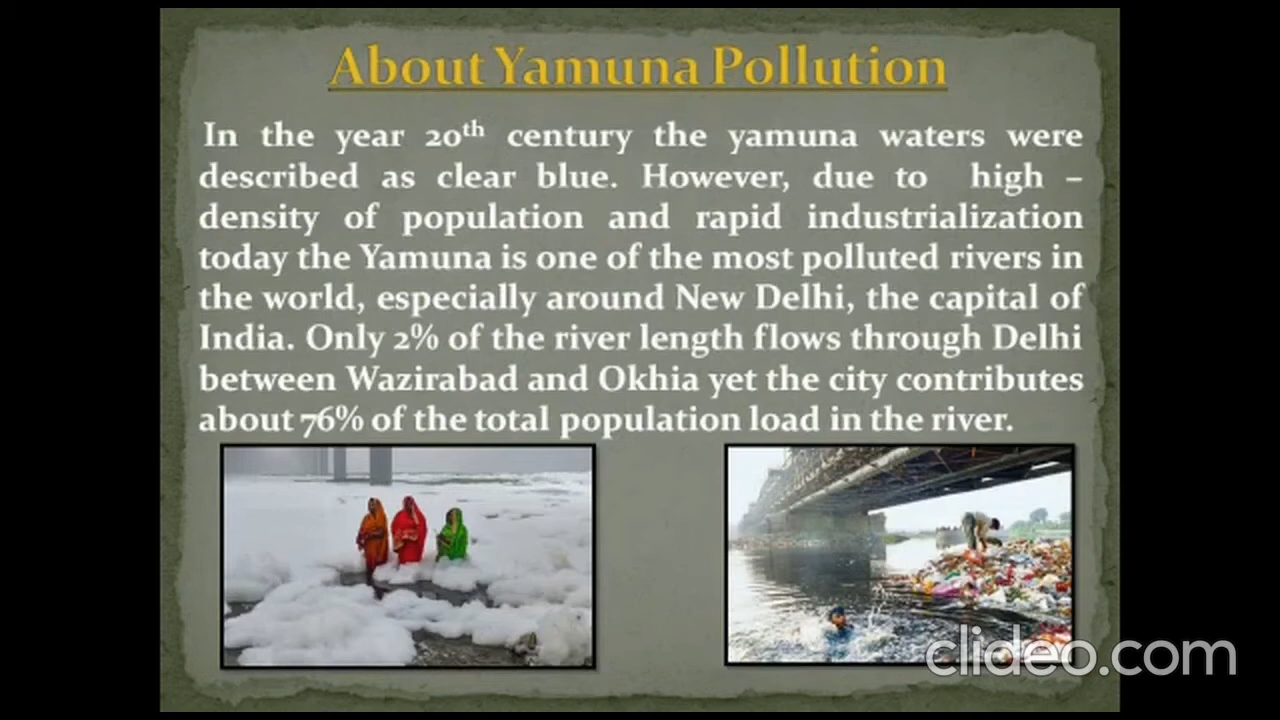 About Yamuna Pollution
In the year 20th century the yamuna waters were
described as clear blue. However, due to high –
density of population and rapid industrialization
today the Yamuna is one of the most polluted rivers in
the world, especially around New Delhi, the capital of
India. Only 2% of the river length flows through Delhi
between Wazirabad and Okhia yet the city contributes
about 76% of the total population load in the river.
clideo.com